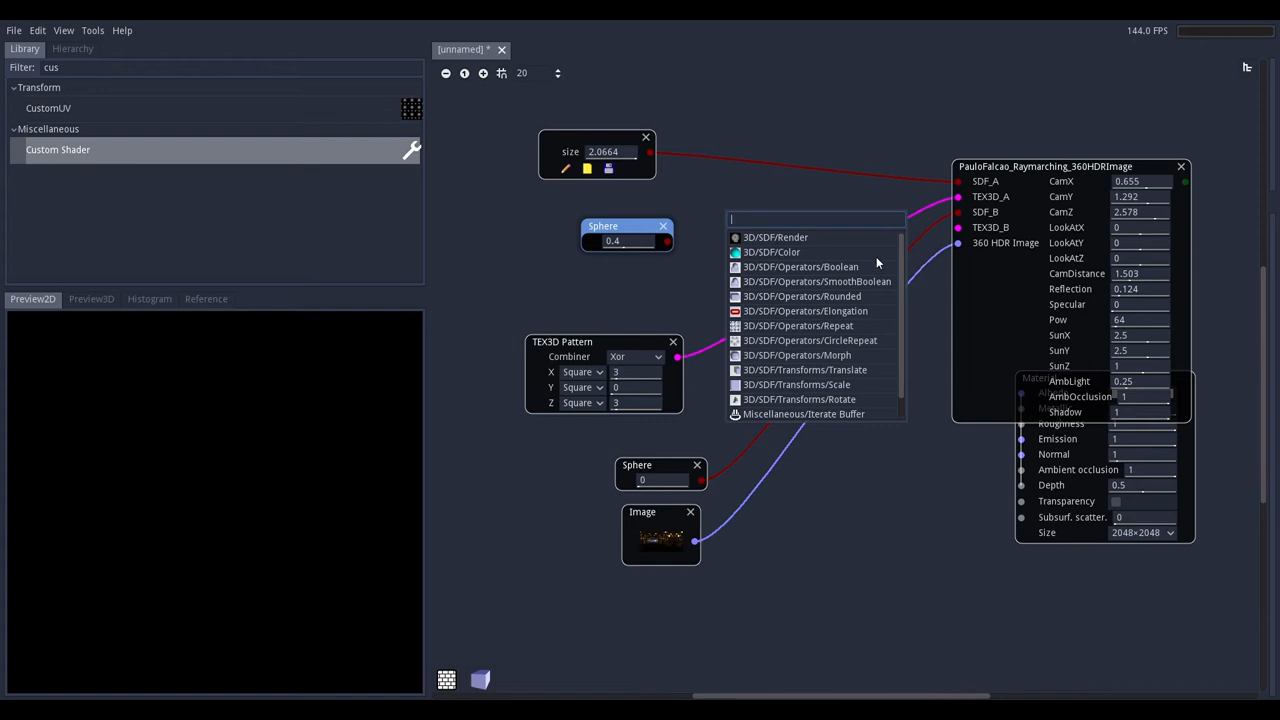 File Edit View Tools Help
144.0 FPS
Library Hierarchy
[unnamed] *
Filter: cus
20
Transform
CustomUV
Miscellaneous
Custom Shader
size 2.0664
PauloFalcao_Raymarching_360HDRImage
SDF_A CamX 0.655
TEX3D_A CamY 1.292
SDF_B CamZ 2.578
TEX3D_B LookAtX 0
360 HDR Image LookAtY 0
LookAtZ 0
CamDistance 1.503
Reflection 0.124
Specular 0
Pow 64
SunX 2.5
SunY 2.5
SunZ 1
AmbLight 0.25
AmbOcclusion 1
Shadow 1
Sphere
0.4
3D/SDF/Render
3D/SDF/Color
3D/SDF/Operators/Boolean
3D/SDF/Operators/SmoothBoolean
3D/SDF/Operators/Rounded
3D/SDF/Operators/Elongation
3D/SDF/Operators/Repeat
3D/SDF/Operators/CircleRepeat
3D/SDF/Operators/Morph
3D/SDF/Transforms/Translate
3D/SDF/Transforms/Scale
3D/SDF/Transforms/Rotate
Miscellaneous/Iterate Buffer
Preview2D Preview3D Histogram Reference
TEX3D Pattern
Combiner Xor
X Square 3
Y Square 0
Z Square 3
Material
Roughness 1
Emission 1
Normal 1
Ambient occlusion 1
Depth 0.5
Transparency
Subsurf. scatter. 0
Size 2048×2048
Sphere
0
Image